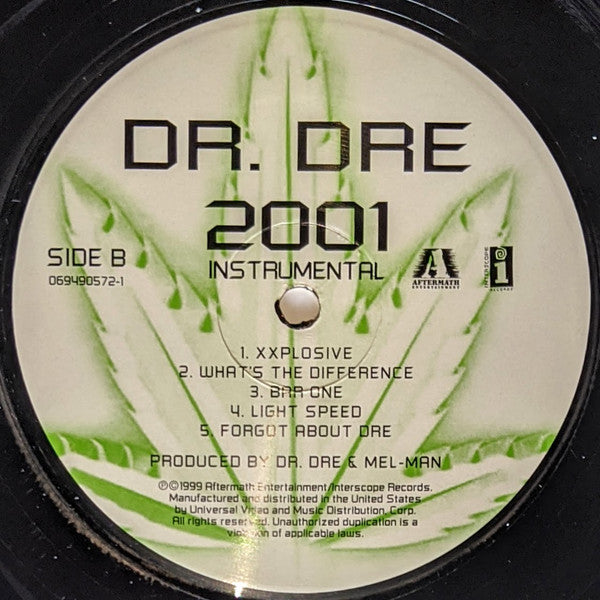 DR. DRE
2001
INSTRUMENTAL
SIDE B
069490572-1
AFTERMATH
ENTERTAINMENT
INTERSCOPE
RECORDS
1. XXPLOSIVE
2. WHAT'S THE DIFFERENCE
3. BAR ONE
4. LIGHT SPEED
5. FORGOT ABOUT DRE
PRODUCED BY DR. DRE & MEL-MAN
℗©1999 Aftermath Entertainment/Interscope Records.
Manufactured and distributed in the United States
by Universal Video and Music Distribution, Corp.
All rights reserved. Unauthorized duplication is a
violation of applicable laws.